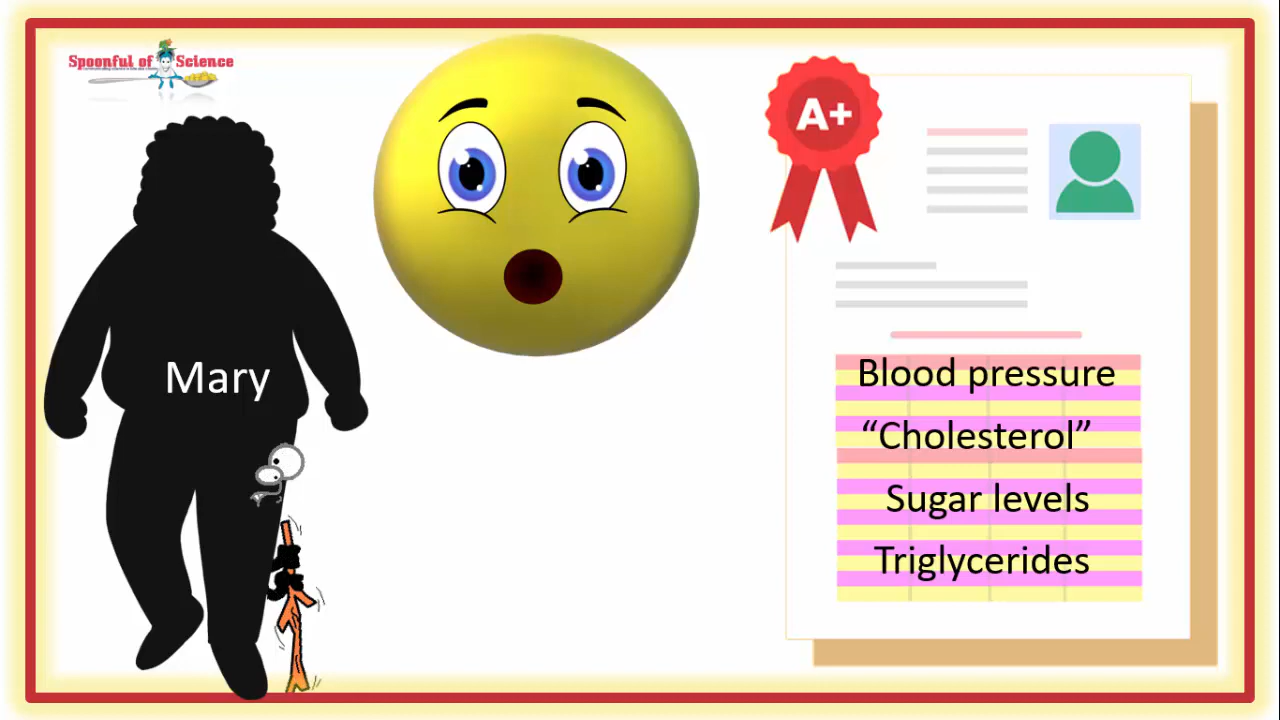 Spoonful of Science
Mary
A+
Blood pressure
“Cholesterol”
Sugar levels
Triglycerides